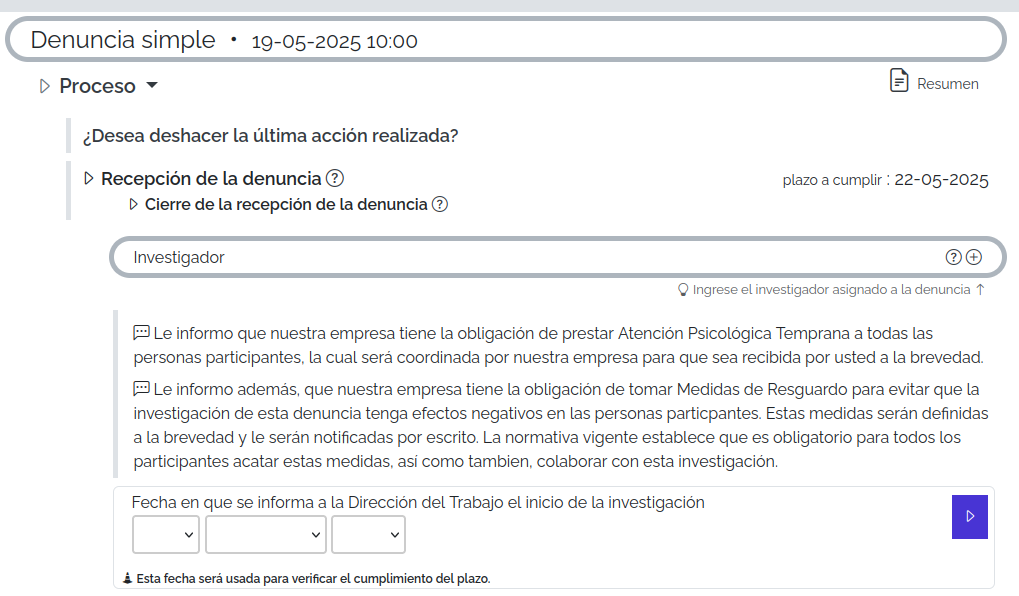 Denuncia simple • 19-05-2025 10:00
Proceso
Resumen
¿Desea deshacer la última acción realizada?
Recepción de la denuncia ?
plazo a cumplir : 22-05-2025
Cierre de la recepción de la denuncia ?
Investigador
?
Ingrese el investigador asignado a la denuncia ↑
Le informo que nuestra empresa tiene la obligación de prestar Atención Psicológica Temprana a todas las
personas participantes, la cual será coordinada por nuestra empresa para que sea recibida por usted a la brevedad.
Le informo además, que nuestra empresa tiene la obligación de tomar Medidas de Resguardo para evitar que la
investigación de esta denuncia tenga efectos negativos en las personas particpantes. Estas medidas serán definidas
a la brevedad y le serán notificadas por escrito. La normativa vigente establece que es obligatorio para todos los
participantes acatar estas medidas, así como tambien, colaborar con esta investigación.
Fecha en que se informa a la Dirección del Trabajo el inicio de la investigación
Esta fecha será usada para verificar el cumplimiento del plazo.